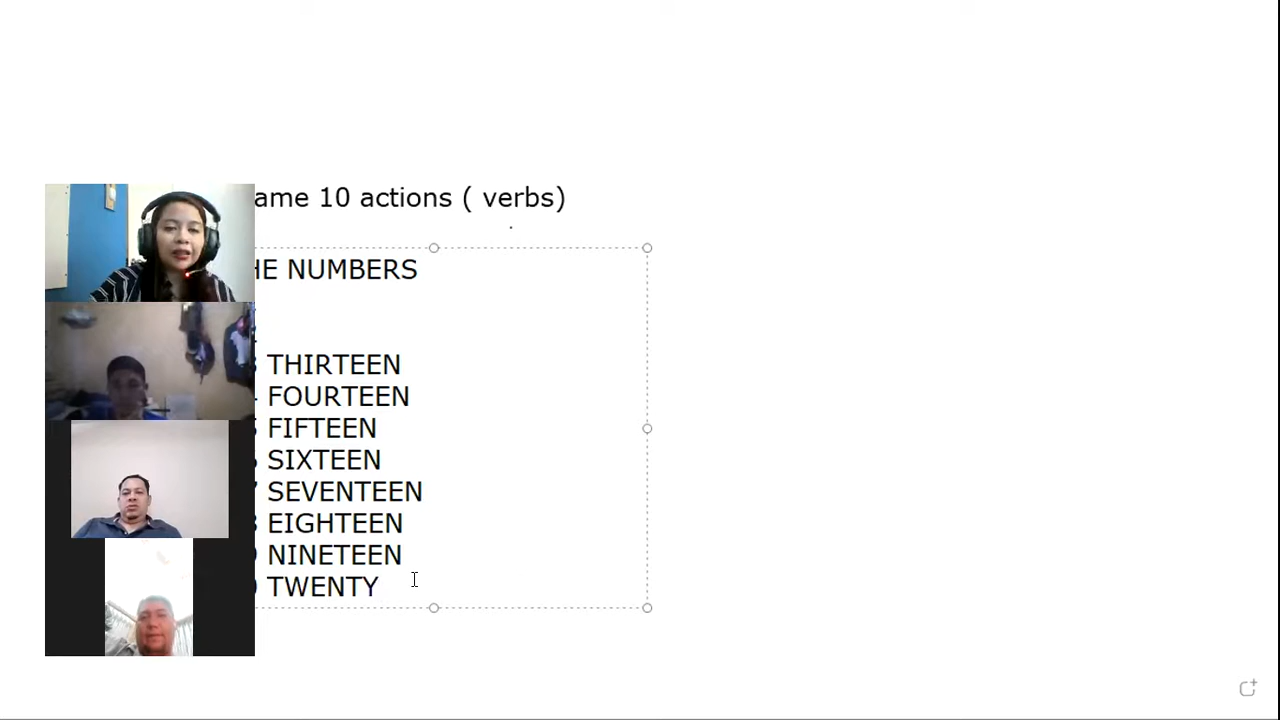 ame 10 actions ( verbs)
HE NUMBERS
THIRTEEN
FOURTEEN
FIFTEEN
SIXTEEN
SEVENTEEN
EIGHTEEN
NINETEEN
TWENTY